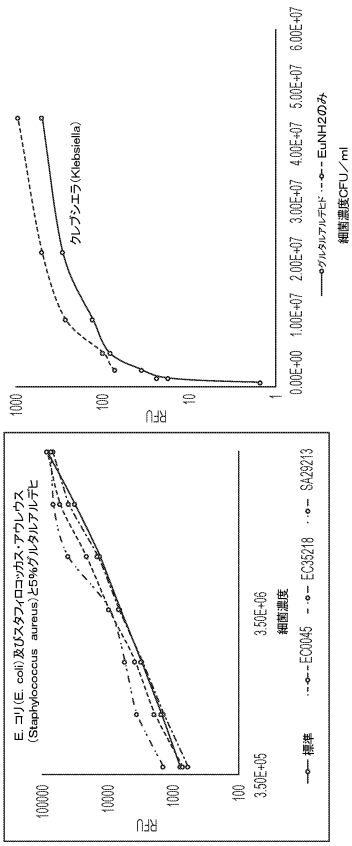 E. コリ(E. coli)及びスタフィロコッカス・アウレウス
(Staphylococcus aureus)と5%グルタルアルデヒ
100000
10000
1000
100
RFU
3.50E+05
3.50E+06
細菌濃度
標準
EC0045
EC35218
SA29213
1000
100
10
1
RFU
クレブシエラ(Klebsiella)
0.00E+00
1.00E+07
2.00E+07
3.00E+07
4.00E+07
5.00E+07
6.00E+07
グルタルアルデヒド
EuNH2のみ
細菌濃度CFU/ml